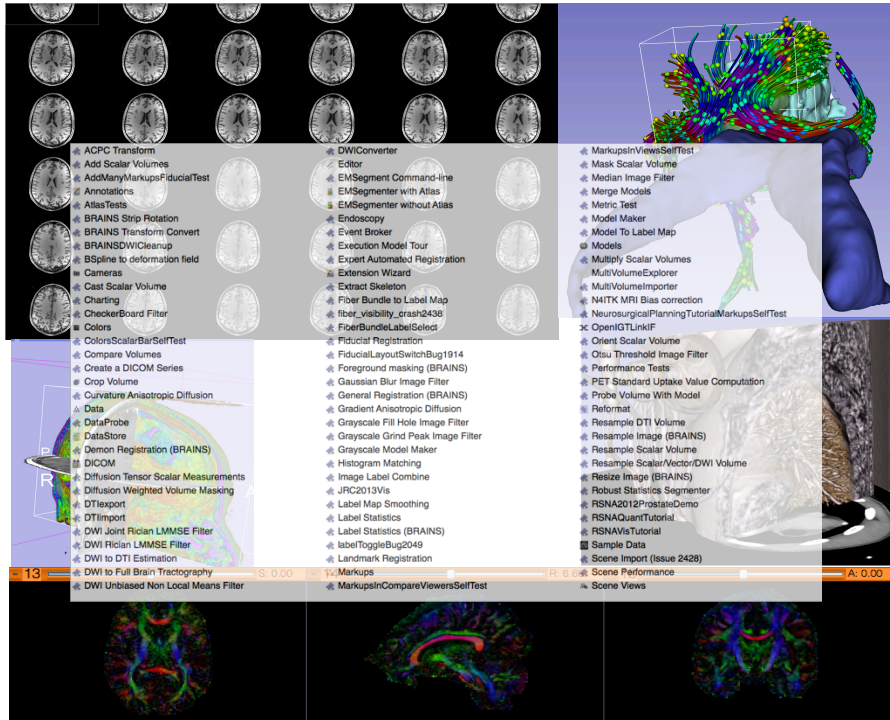 ACPC Transform
Add Scalar Volumes
AddManyMarkupsFiducialTest
Annotations
AtlasTests
BRAINS Strip Rotation
BRAINS Transform Convert
BRAINSDWICleanup
BSpline to deformation field
Cameras
Cast Scalar Volume
Charting
CheckerBoard Filter
Colors
ColorsScalarBarSelfTest
Compare Volumes
Create a DICOM Series
Crop Volume
Curvature Anisotropic Diffusion
Data
DataProbe
DataStore
Demon Registration (BRAINS)
DICOM
Diffusion Tensor Scalar Measurements
Diffusion Weighted Volume Masking
DTIexport
DTIimport
DWI Joint Rician LMMSE Filter
DWI Rician LMMSE Filter
DWI to DTI Estimation
DWI to Full Brain Tractography
DWI Unbiased Non Local Means Filter
DWIConverter
Editor
EMSegment Command-line
EMSegmenter with Atlas
EMSegmenter without Atlas
Endoscopy
Event Broker
Execution Model Tour
Expert Automated Registration
Extension Wizard
Extract Skeleton
Fiber Bundle to Label Map
fiber_visibility_crash2438
FiberBundleLabelSelect
Fiducial Registration
FiducialLayoutSwitchBug1914
Foreground masking (BRAINS)
Gaussian Blur Image Filter
General Registration (BRAINS)
Gradient Anisotropic Diffusion
Grayscale Fill Hole Image Filter
Grayscale Grind Peak Image Filter
Grayscale Model Maker
Histogram Matching
Image Label Combine
JRC2013Vis
Label Map Smoothing
Label Statistics
Label Statistics (BRAINS)
labelToggleBug2049
Landmark Registration
Markups
MarkupsInCompareViewersSelfTest
MarkupsInViewsSelfTest
Mask Scalar Volume
Median Image Filter
Merge Models
Metric Test
Model Maker
Model To Label Map
Models
Multiply Scalar Volumes
MultiVolumeExplorer
MultiVolumeImporter
N4ITK MRI Bias correction
NeurosurgicalPlanningTutorialMarkupsSelfTest
OpenIGTLinkIF
Orient Scalar Volume
Otsu Threshold Image Filter
Performance Tests
PET Standard Uptake Value Computation
Probe Volume With Model
Reformat
Resample DTI Volume
Resample Image (BRAINS)
Resample Scalar Volume
Resample Scalar/Vector/DWI Volume
Resize Image (BRAINS)
Robust Statistics Segmenter
RSNA2012ProstateDemo
RSNAQuantTutorial
RSNAVisTutorial
Sample Data
Scene Import (Issue 2428)
Scene Performance
Scene Views
P
R
A
13
S: 0.00
A: 0.00